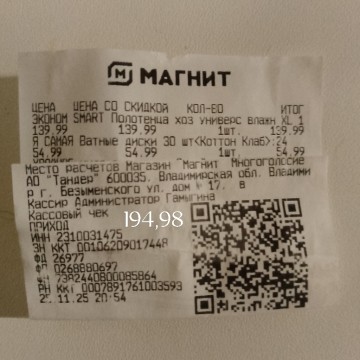 МАГНИТ
ЦЕНА ЦЕНА СО СКИДКОЙ КОЛ-ВО ИТОГ
ЭКОНОМ SMART Полотенца хоз универс влажн XL 1
139.99 139.99 1шт. 139.99
Я САМАЯ Ватные диски 30 шт<Коттон Клаб>:24
54.99 54.99 1шт. 54.99
Место расчетов Магазин "Магнит" Многоголосие
АО "Тандер" 600035. Владимирская обл. Владими
р г. Безыменского ул. дом № 17. в
Кассир Администратор Гамыгина
Кассовый чек 194,98
ПРИХОД
ИНН 2310031475
ЗН ККТ 00106209017448
ФД 26977
ФП 0268880697
7382440800085864
РН ККТ 0007891761003593
25.11.25 20:54